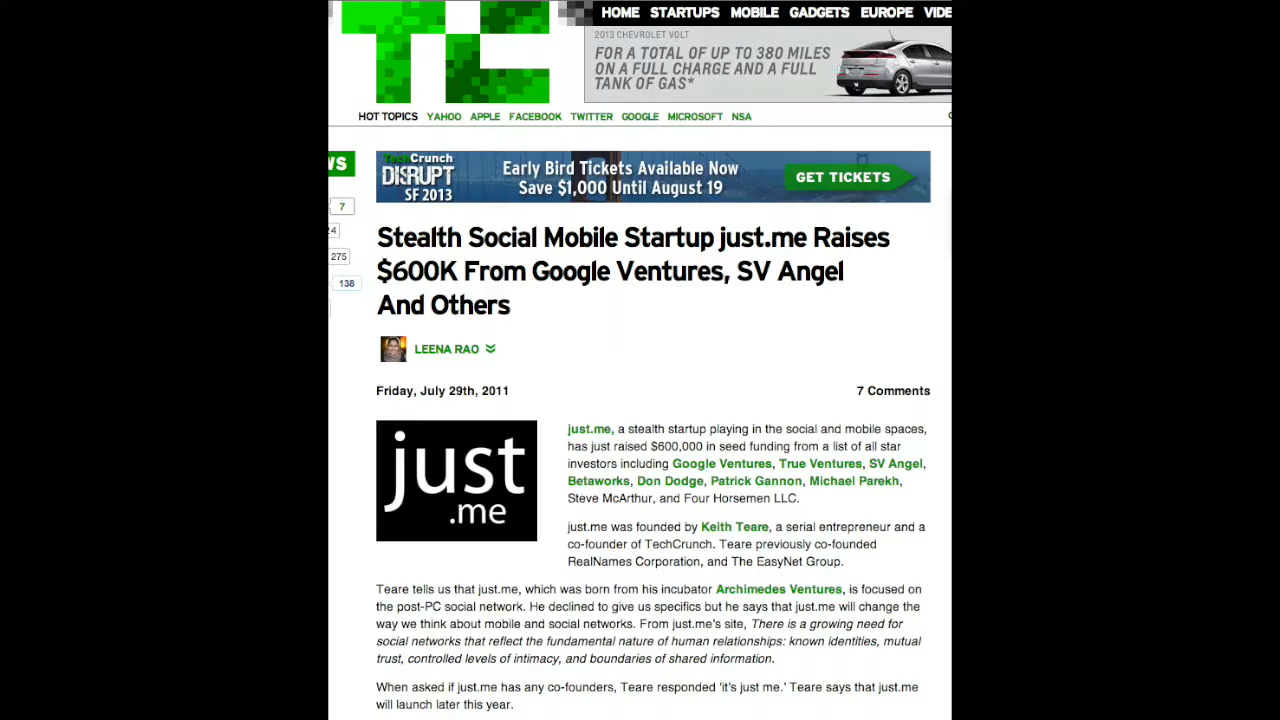 TC
HOME STARTUPS MOBILE GADGETS EUROPE VIDE
2013 CHEVROLET VOLT
FOR A TOTAL OF UP TO 380 MILES
ON A FULL CHARGE AND A FULL
TANK OF GAS*
HOT TOPICS YAHOO APPLE FACEBOOK TWITTER GOOGLE MICROSOFT NSA
WS
TechCrunch
DISRUPT
SF 2013
Early Bird Tickets Available Now
Save $1,000 Until August 19
GET TICKETS
7
24
275
138
Stealth Social Mobile Startup just.me Raises
$600K From Google Ventures, SV Angel
And Others
LEENA RAO
Friday, July 29th, 2011
7 Comments
just
.me
just.me, a stealth startup playing in the social and mobile spaces,
has just raised $600,000 in seed funding from a list of all star
investors including Google Ventures, True Ventures, SV Angel,
Betaworks, Don Dodge, Patrick Gannon, Michael Parekh,
Steve McArthur, and Four Horsemen LLC.
just.me was founded by Keith Teare, a serial entrepreneur and a
co-founder of TechCrunch. Teare previously co-founded
RealNames Corporation, and The EasyNet Group.
Teare tells us that just.me, which was born from his incubator Archimedes Ventures, is focused on
the post-PC social network. He declined to give us specifics but he says that just.me will change the
way we think about mobile and social networks. From just.me's site, There is a growing need for
social networks that reflect the fundamental nature of human relationships: known identities, mutual
trust, controlled levels of intimacy, and boundaries of shared information.
When asked if just.me has any co-founders, Teare responded 'it's just me.' Teare says that just.me
will launch later this year.